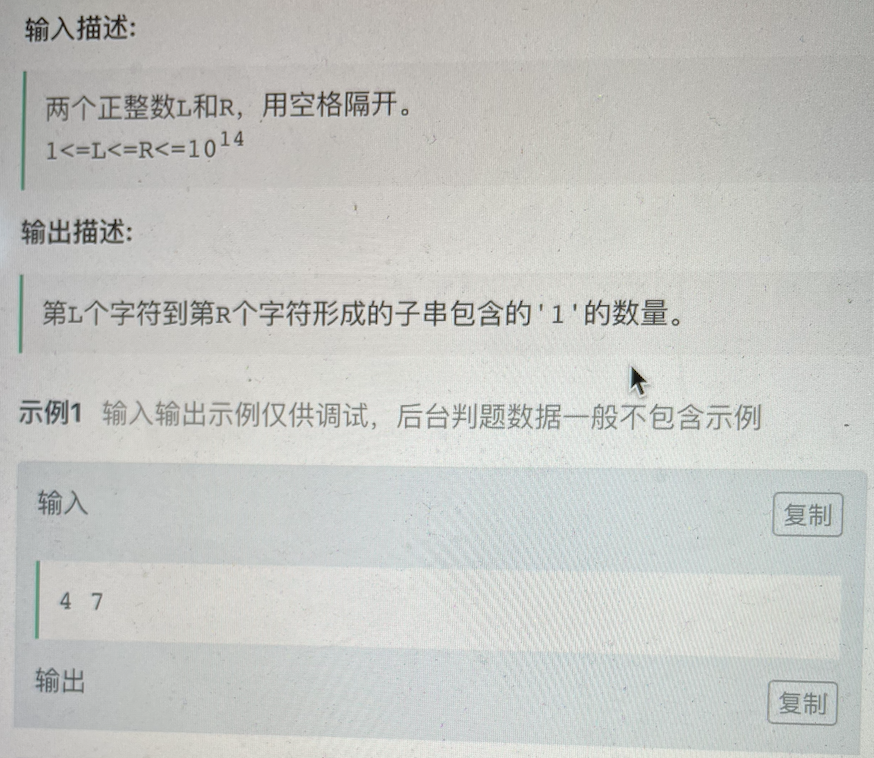 输入描述:
两个正整数L和R，用空格隔开。
1<=L<=R<=10^14
输出描述:
第L个字符到第R个字符形成的子串包含的'1'的数量。
示例1 输入输出示例仅供调试，后台判题数据一般不包含示例
输入 复制
4 7
输出 复制